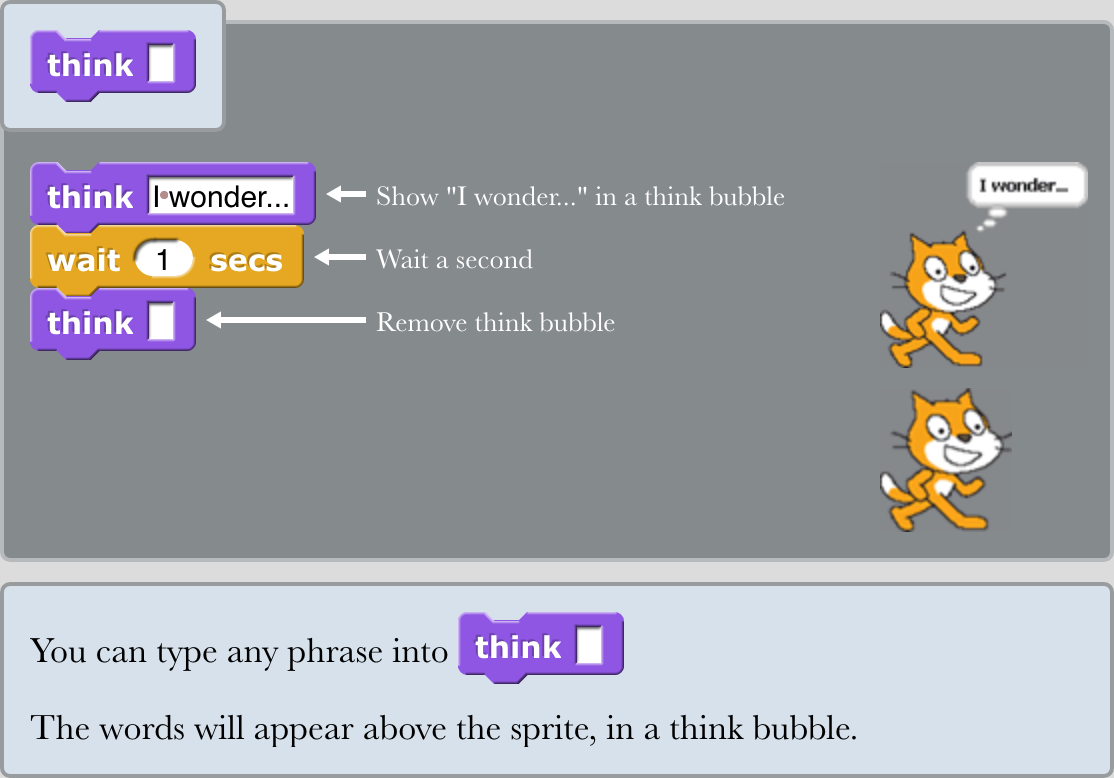 think
think I wonder... Show "I wonder..." in a think bubble
wait 1 secs Wait a second
think Remove think bubble
I wonder...
You can type any phrase into think
The words will appear above the sprite, in a think bubble.